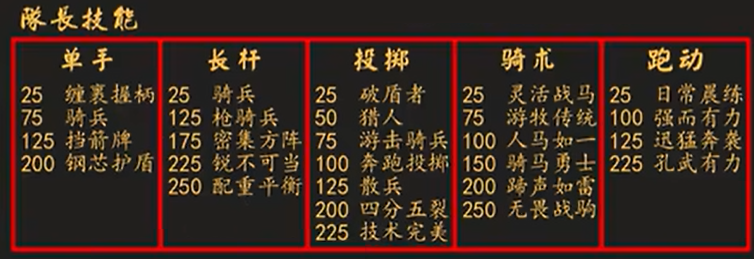 隊長技能
单手
25 缠裹握柄
75 骑兵
125 挡箭牌
200 钢芯护盾
长杆
25 骑兵
125 枪骑兵
175 密集方阵
225 锐不可当
250 配重平衡
投掷
25 破盾者
50 猎人
75 游击骑兵
100 奔跑投掷
125 散兵
200 四分五裂
225 技术完美
骑术
25 灵活战马
75 游牧传统
100 人马如一
150 骑马勇士
200 蹄声如雷
250 无畏战驹
跑动
25 日常晨练
100 强而有力
125 迅猛奔袭
225 孔武有力